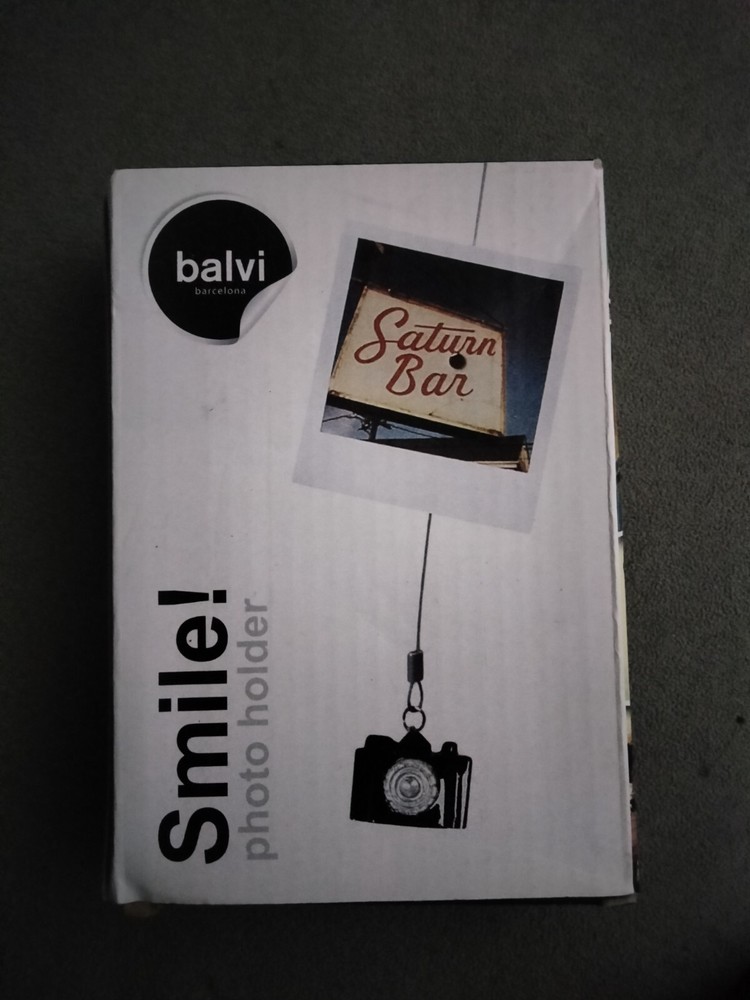 balvi
barcelona
Saturn
Bar
Smile!
photo holder